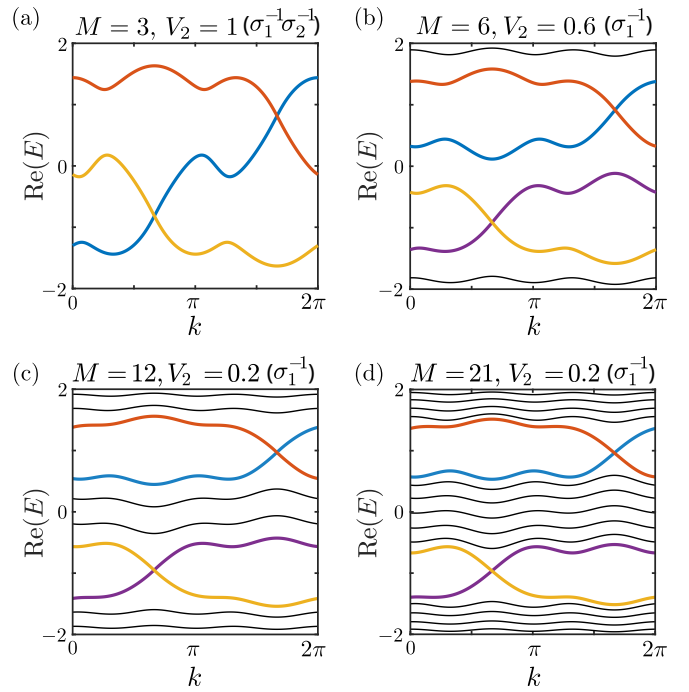 (a) M = 3, V₂ = 1 (σ₁⁻¹σ₂⁻¹)
2
0
−2
Re(E)
0 π 2π
k
(b) M = 6, V₂ = 0.6 (σ₁⁻¹)
2
0
−2
Re(E)
0 π 2π
k
(c) M = 12, V₂ = 0.2 (σ₁⁻¹)
2
0
−2
Re(E)
0 π 2π
k
(d) M = 21, V₂ = 0.2 (σ₁⁻¹)
2
0
−2
Re(E)
0 π 2π
k